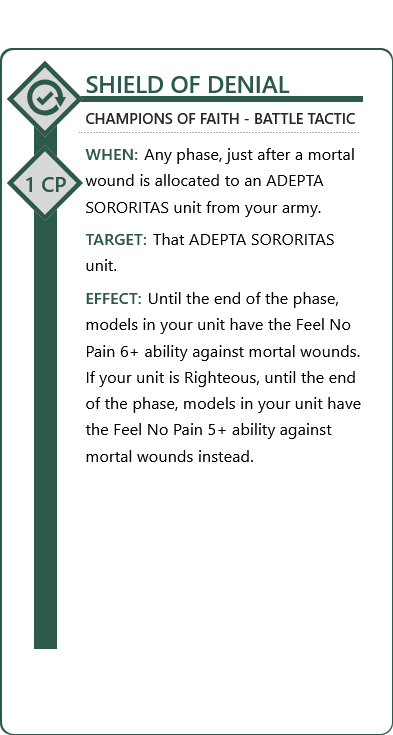 SHIELD OF DENIAL
CHAMPIONS OF FAITH - BATTLE TACTIC
WHEN: Any phase, just after a mortal
wound is allocated to an ADEPTA
SORORITAS unit from your army.
1 CP
TARGET: That ADEPTA SORORITAS
unit.
EFFECT: Until the end of the phase,
models in your unit have the Feel No
Pain 6+ ability against mortal wounds.
If your unit is Righteous, until the end
of the phase, models in your unit have
the Feel No Pain 5+ ability against
mortal wounds instead.